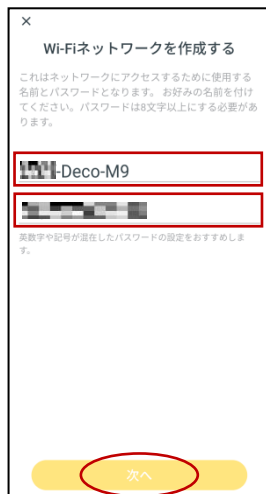 ×
Wi-Fiネットワークを作成する
これはネットワークにアクセスするために使用する
名前とパスワードとなります。 お好みの名前を付け
てください。パスワードは8文字以上にする必要があ
ります。
-Deco-M9
英数字や記号が混在したパスワードの設定をおすすめしま
す。
次へ